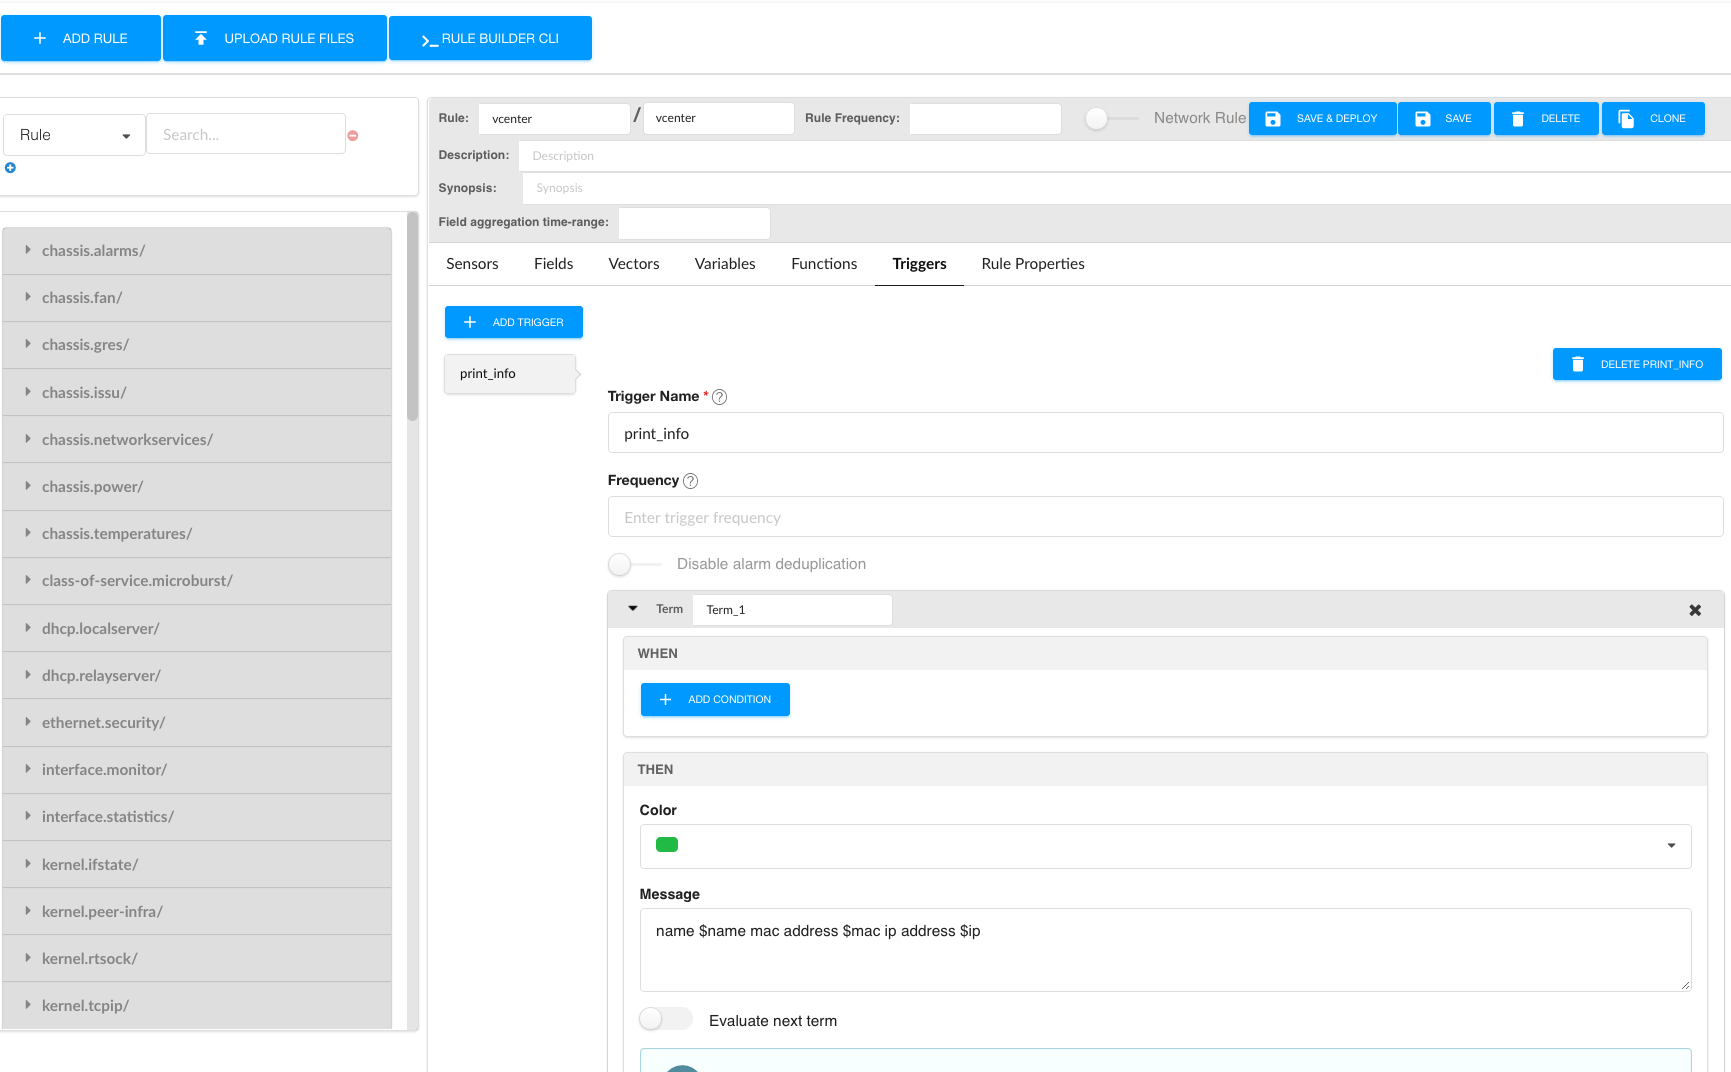 ADD RULE UPLOAD RULE FILES RULE BUILDER CLI
Rule Search...
chassis.alarms/
chassis.fan/
chassis.gres/
chassis.issu/
chassis.networkservices/
chassis.power/
chassis.temperatures/
class-of-service.microburst/
dhcp.localserver/
dhcp.relayserver/
ethernet.security/
interface.monitor/
interface.statistics/
kernel.ifstate/
kernel.peer-infra/
kernel.rtsock/
kernel.tcpip/
Rule: vcenter / vcenter Rule Frequency: Network Rule SAVE & DEPLOY SAVE DELETE CLONE
Description: Description
Synopsis: Synopsis
Field aggregation time-range:
Sensors Fields Vectors Variables Functions Triggers Rule Properties
ADD TRIGGER
print_info
DELETE PRINT_INFO
Trigger Name * ?
print_info
Frequency ?
Enter trigger frequency
Disable alarm deduplication
Term Term_1
WHEN
ADD CONDITION
THEN
Color
Message
name $name mac address $mac ip address $ip
Evaluate next term